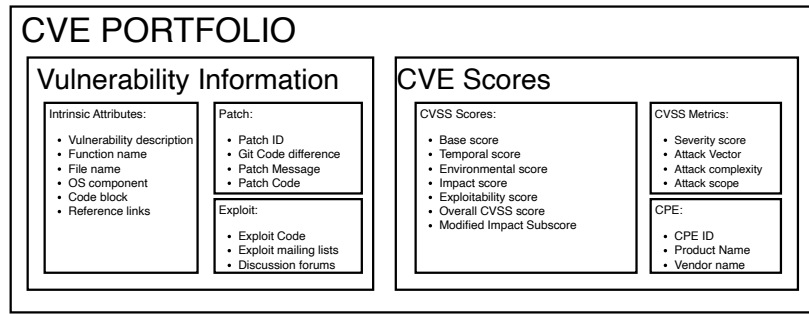 CVE PORTFOLIO
Vulnerability Information
Intrinsic Attributes:
• Vulnerability description
• Function name
• File name
• OS component
• Code block
• Reference links
Patch:
• Patch ID
• Git Code difference
• Patch Message
• Patch Code
Exploit:
• Exploit Code
• Exploit mailing lists
• Discussion forums
CVE Scores
CVSS Scores:
• Base score
• Temporal score
• Environmental score
• Impact score
• Exploitability score
• Overall CVSS score
• Modified Impact Subscore
CVSS Metrics:
• Severity score
• Attack Vector
• Attack complexity
• Attack scope
CPE:
• CPE ID
• Product Name
• Vendor name